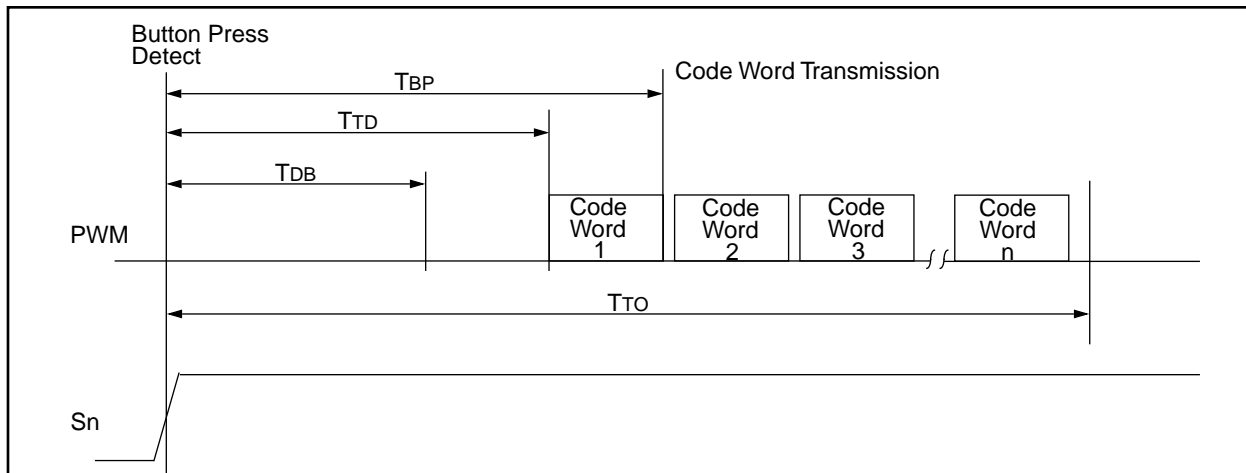 Button Press
Detect
TBP
Code Word Transmission
TTD
TDB
PWM
Code
Word
1
Code
Word
2
Code
Word
3
Code
Word
n
TTO
Sn